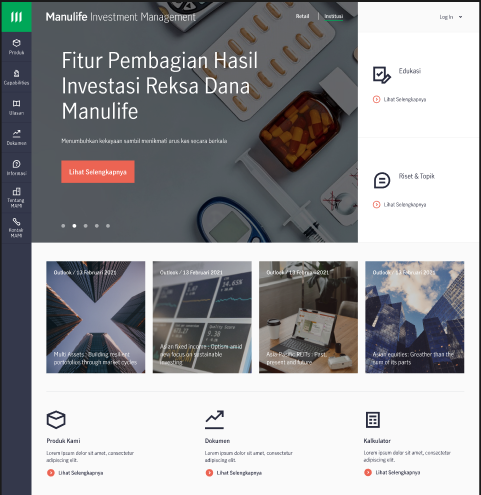 Manulife Investment Management
Retail | Institusi
Log In
Produk
Capabilities
Ulasan
Dokumen
Informasi
Tentang
MAMI
Kontak
MAMI
Fitur Pembagian Hasil
Investasi Reksa Dana
Manulife
Menumbuhkan kekayaan sambil menikmati arus kas secara berkala
Lihat Selengkapnya
Edukasi
Lihat Selengkapnya
Riset & Topik
Lihat Selengkapnya
Outlook / 13 Februari 2021
Multi Assets : Building resilient
portofolios through market cycles
Outlook / 13 Februari 2021
Asian fixed income : Optism amid
new focus on sustainable
investing
Outlook / 13 Februari 2021
Asia-Pacific REITs : Past,
present and future
Outlook / 13 Februari 2021
Asian equities: Greather than the
sum of its parts
Produk Kami
Lorem ipsum dolor sit amet, consectetur
adipiscing elit.
Lihat Selengkapnya
Dokumen
Lorem ipsum dolor sit amet, consectetur
adipiscing elit.
Lihat Selengkapnya
Kalkulator
Lorem ipsum dolor sit amet, consectetur
adipiscing elit.
Lihat Selengkapnya